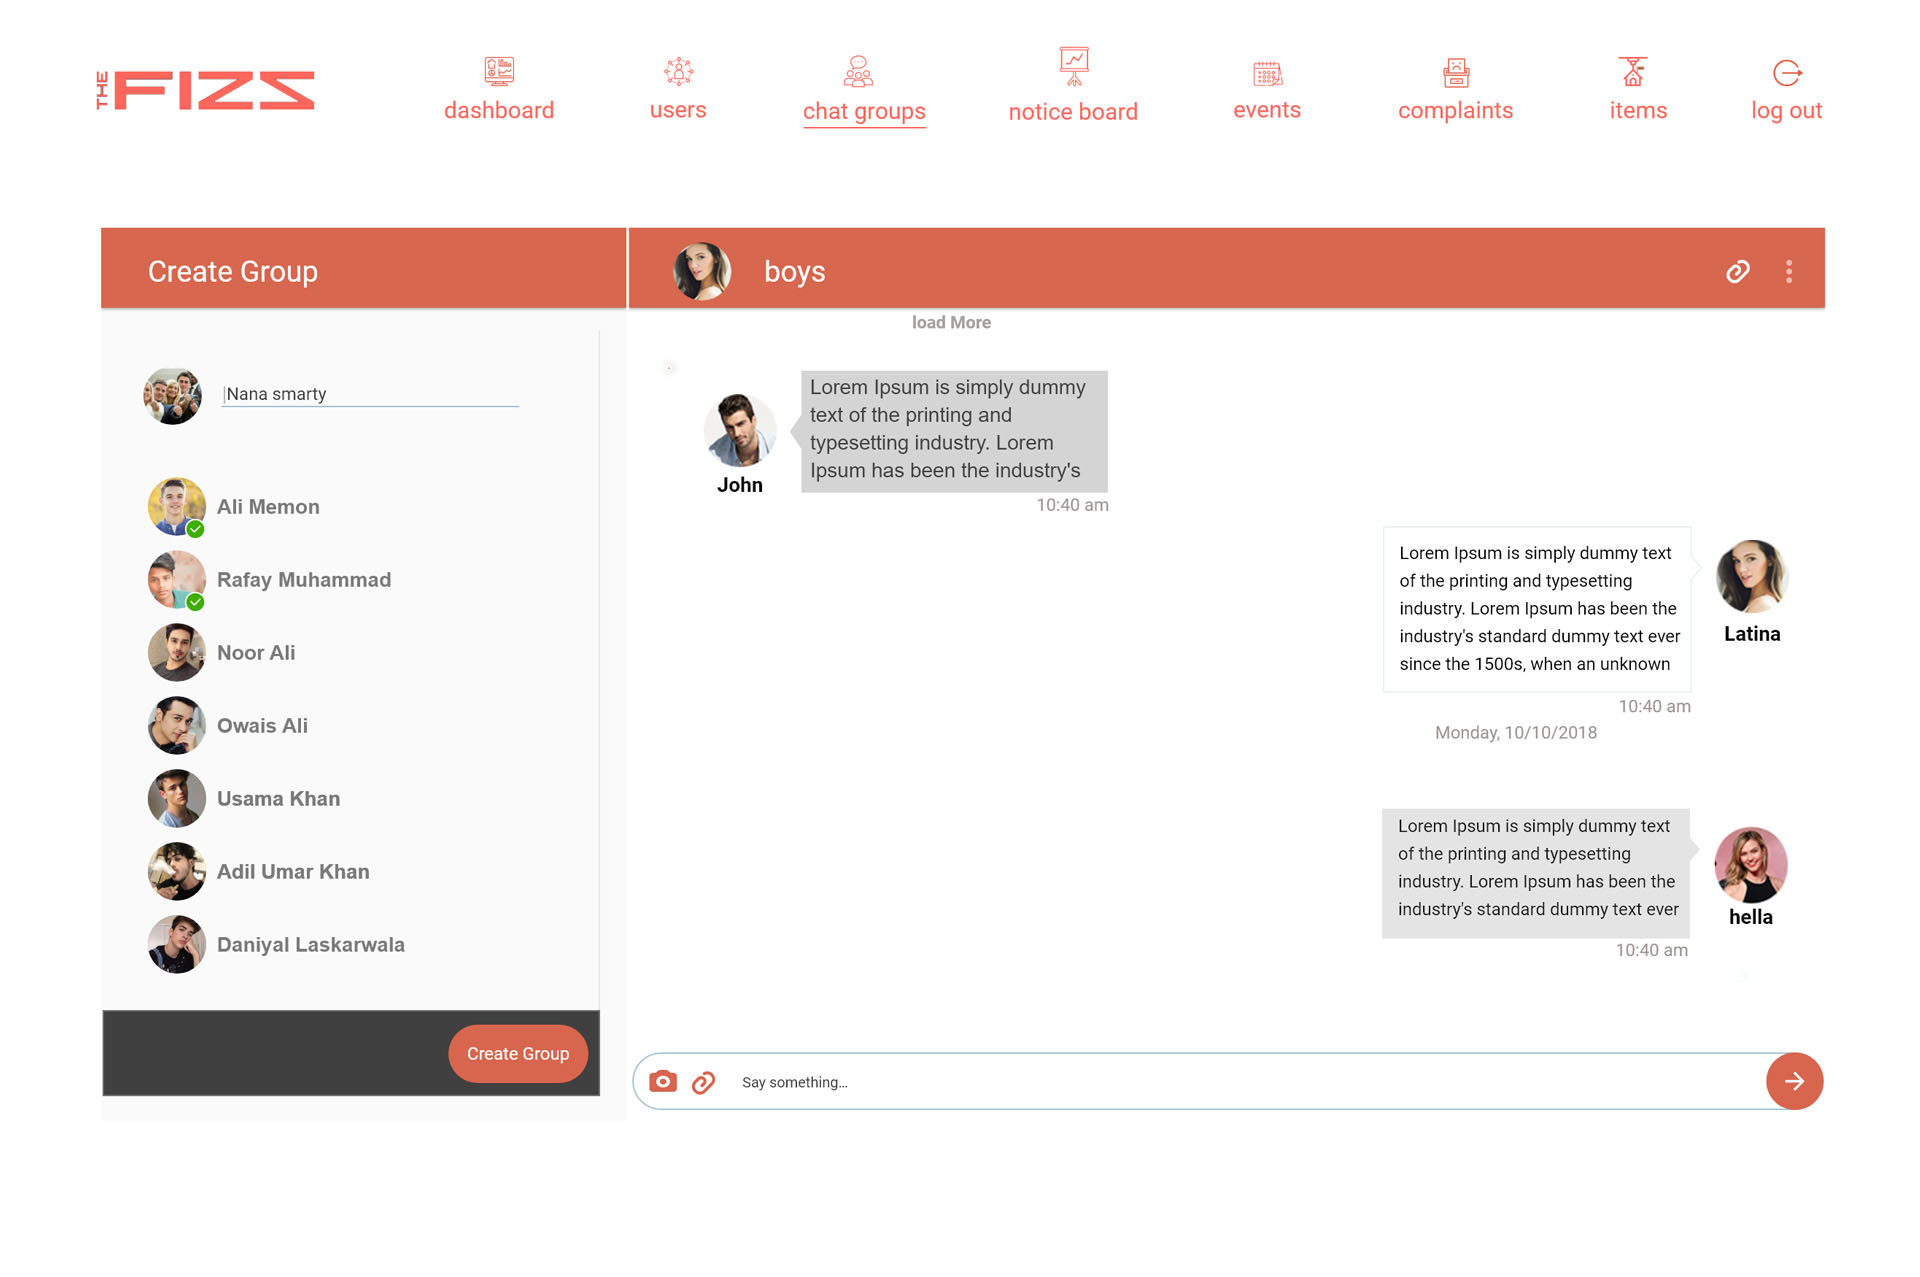 THE FIZZ
dashboard
users
chat groups
notice board
events
complaints
items
log out
Create Group
boys
load More
Nana smarty
Ali Memon
Rafay Muhammad
Noor Ali
Owais Ali
Usama Khan
Adil Umar Khan
Daniyal Laskarwala
Create Group
Lorem Ipsum is simply dummy
text of the printing and
typesetting industry. Lorem
Ipsum has been the industry's
John
10:40 am
Lorem Ipsum is simply dummy text
of the printing and typesetting
industry. Lorem Ipsum has been the
industry's standard dummy text ever
since the 1500s, when an unknown
Latina
10:40 am
Monday, 10/10/2018
Lorem Ipsum is simply dummy text
of the printing and typesetting
industry. Lorem Ipsum has been the
industry's standard dummy text ever
hella
10:40 am
Say something...